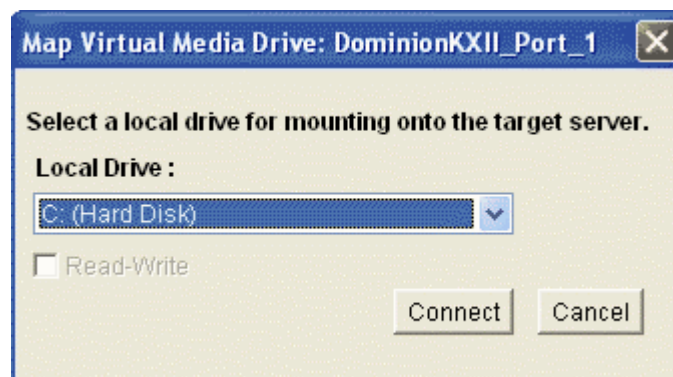 Map Virtual Media Drive: DominionKXII_Port_1
Select a local drive for mounting onto the target server.
Local Drive :
C: (Hard Disk)
Read-Write
Connect Cancel